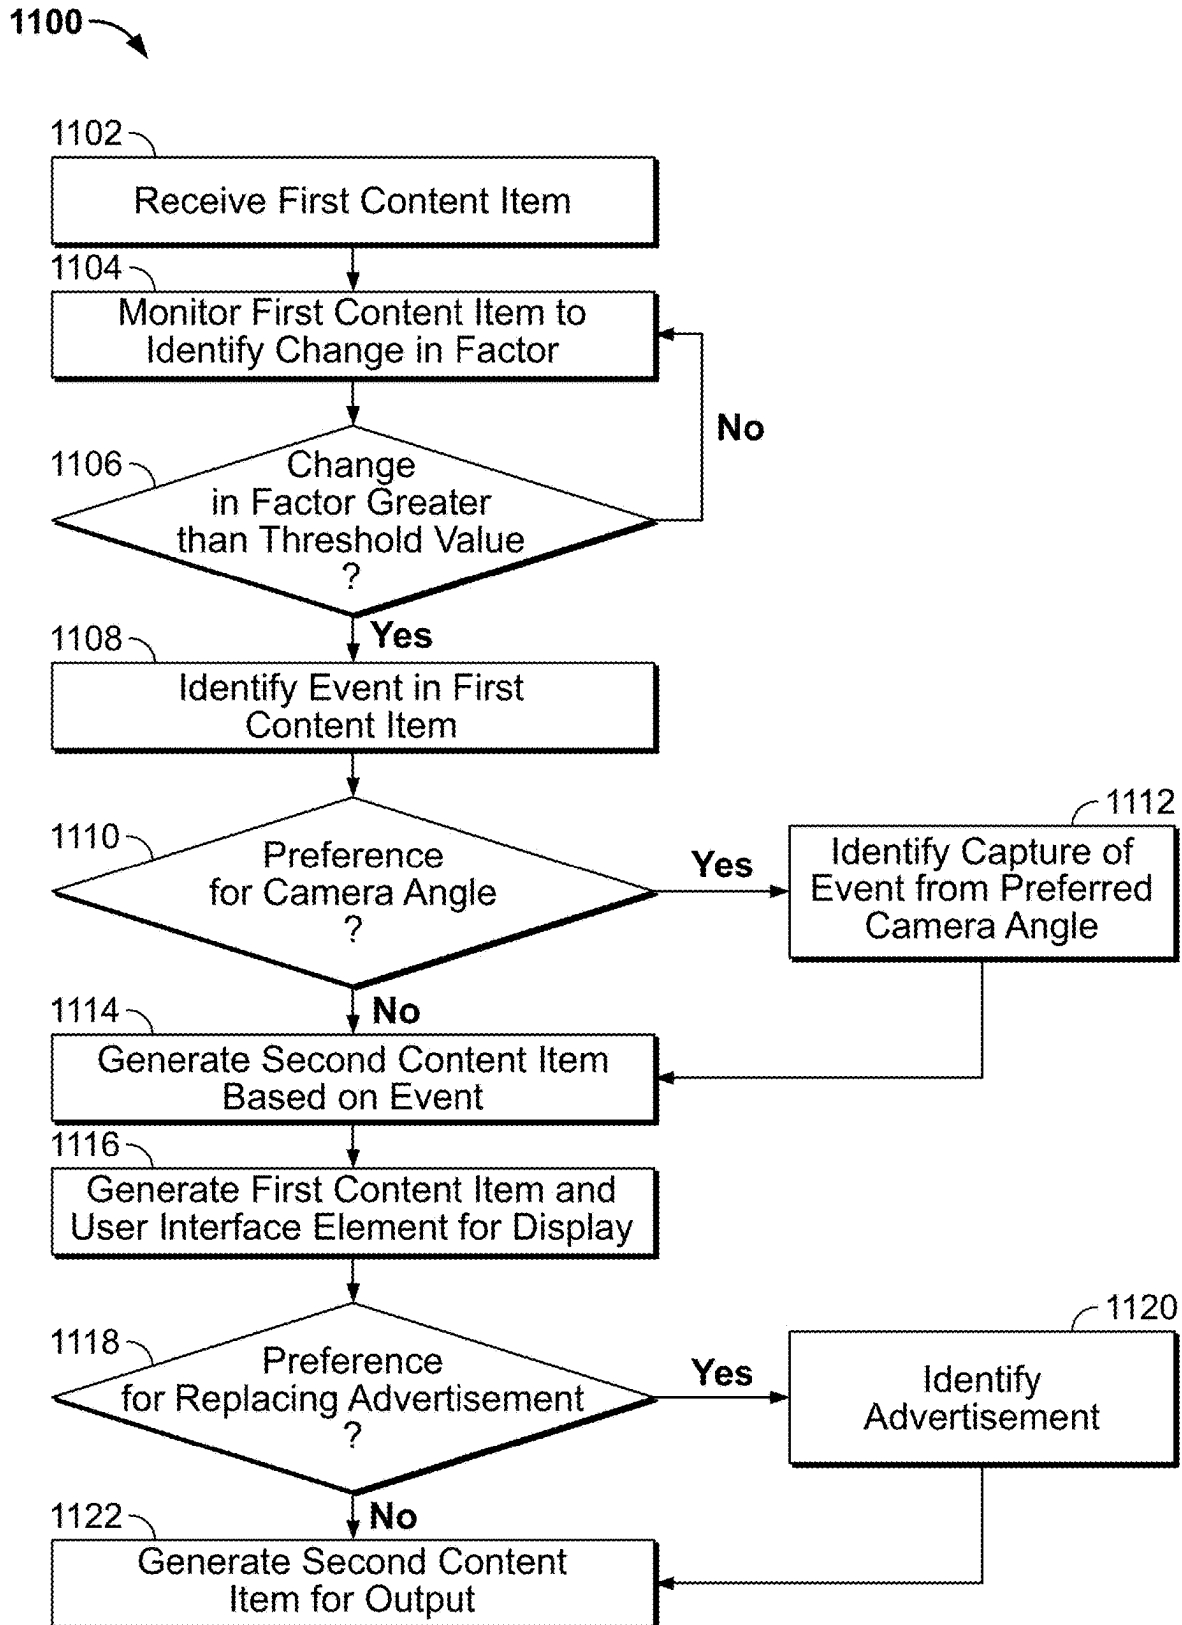 1100
1102
Receive First Content Item
1104
Monitor First Content Item to
Identify Change in Factor
No
1106
Change
in Factor Greater
than Threshold Value
?
Yes
1108
Identify Event in First
Content Item
1110
Preference
for Camera Angle
?
Yes
1112
Identify Capture of
Event from Preferred
Camera Angle
No
1114
Generate Second Content Item
Based on Event
1116
Generate First Content Item and
User Interface Element for Display
1118
Preference
for Replacing Advertisement
?
Yes
1120
Identify
Advertisement
No
1122
Generate Second Content
Item for Output